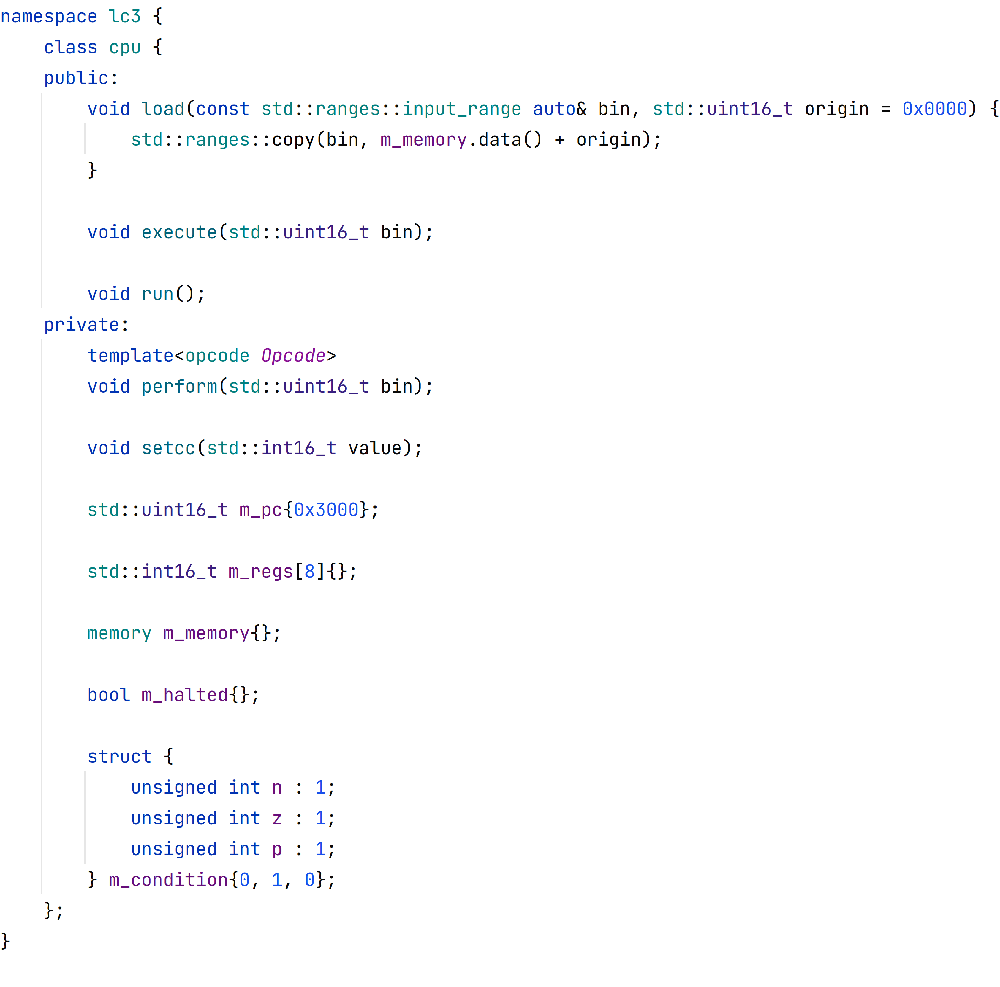 namespace lc3 {
    class cpu {
    public:
        void load(const std::ranges::input_range auto& bin, std::uint16_t origin = 0x0000) {
            std::ranges::copy(bin, m_memory.data() + origin);
        }

        void execute(std::uint16_t bin);

        void run();
    private:
        template<opcode Opcode>
        void perform(std::uint16_t bin);

        void setcc(std::int16_t value);

        std::uint16_t m_pc{0x3000};

        std::int16_t m_regs[8]{};

        memory m_memory{};

        bool m_halted{};

        struct {
            unsigned int n : 1;
            unsigned int z : 1;
            unsigned int p : 1;
        } m_condition{0, 1, 0};
    };
}